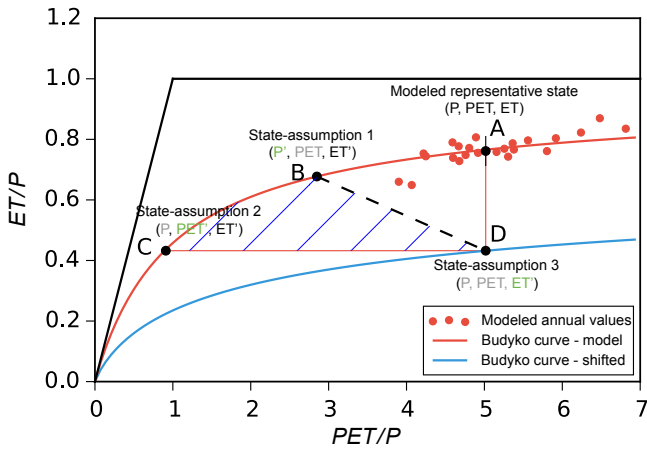 1.2
1.0
0.8
0.6
0.4
0.2
0.0
ET/P
Modeled representative state
(P, PET, ET)
A
State-assumption 1
(P', PET, ET')
B
State-assumption 2
(P, PET', ET')
C
D
State-assumption 3
(P, PET, ET')
Modeled annual values
Budyko curve - model
Budyko curve - shifted
0 1 2 3 4 5 6 7
PET/P